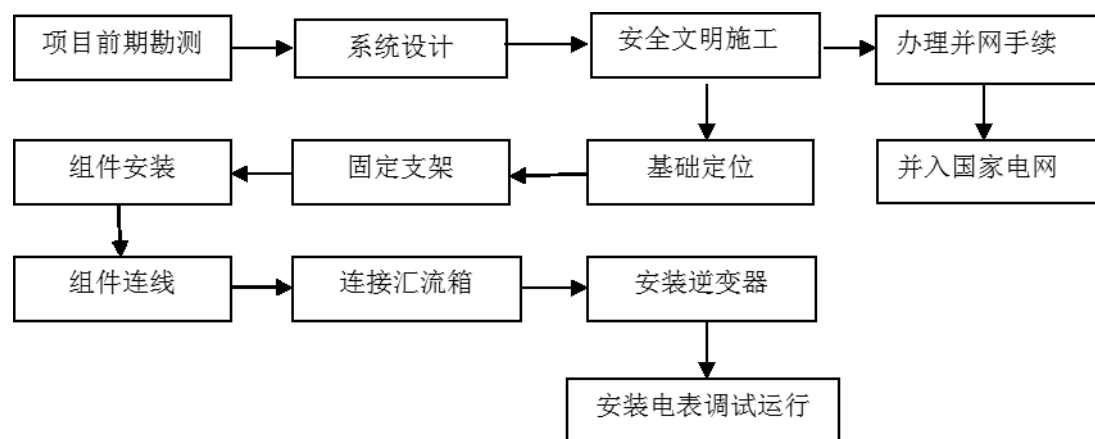 项目前期勘测
系统设计
安全文明施工
办理并网手续
组件安装
固定支架
基础定位
并入国家电网
组件连线
连接汇流箱
安装逆变器
安装电表调试运行